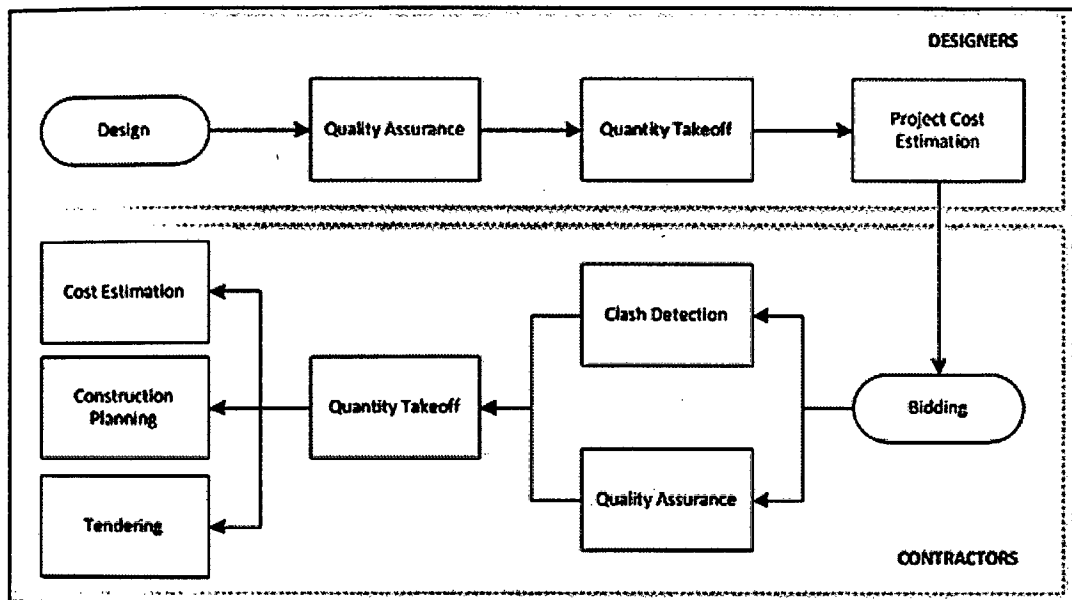 DESIGNERS
Design
Quality Assurance
Quantity Takeoff
Project Cost
Estimation
Cost Estimation
Clash Detection
Construction
Planning
Quantity Takeoff
Bidding
Tendering
Quality Assurance
CONTRACTORS